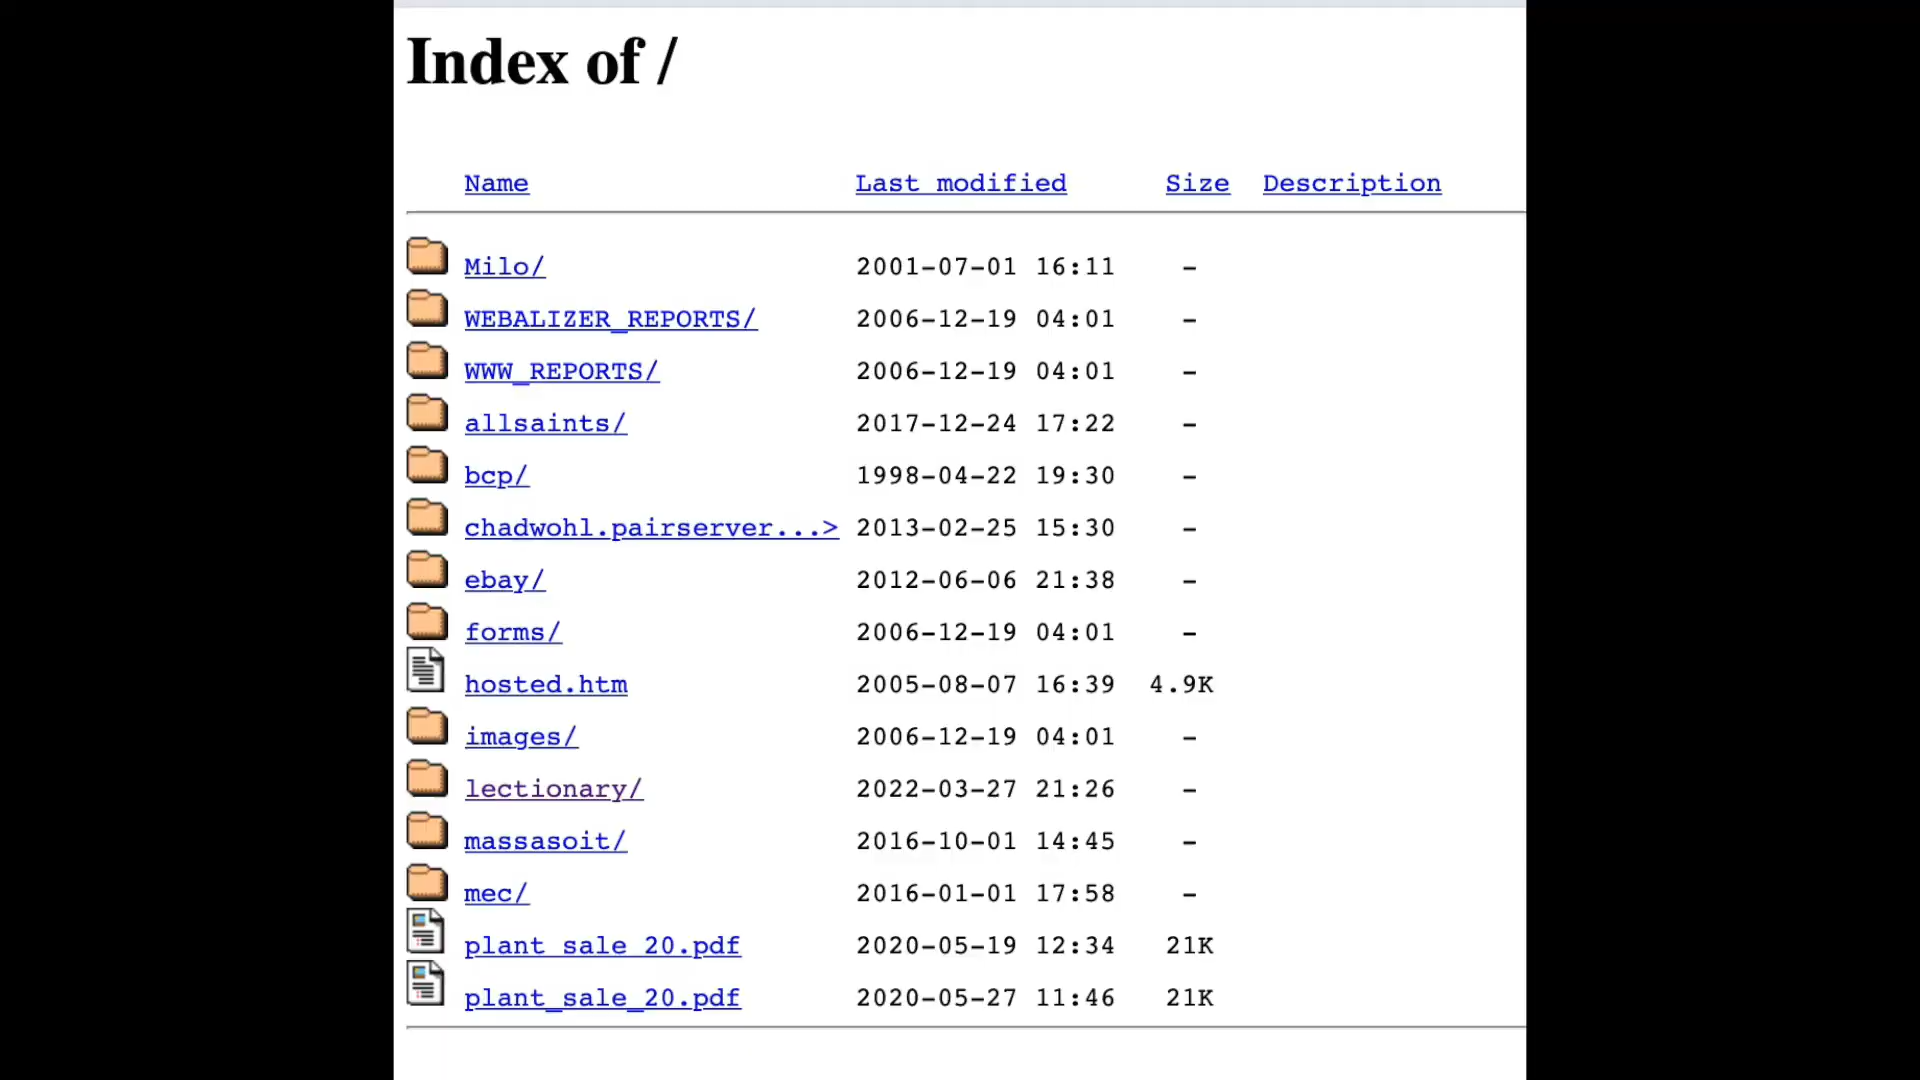 Index of /
Name Last modified Size Description
Milo/ 2001-07-01 16:11 -
WEBALIZER_REPORTS/ 2006-12-19 04:01 -
WWW_REPORTS/ 2006-12-19 04:01 -
allsaints/ 2017-12-24 17:22 -
bcp/ 1998-04-22 19:30 -
chadwohl.pairserver...> 2013-02-25 15:30 -
ebay/ 2012-06-06 21:38 -
forms/ 2006-12-19 04:01 -
hosted.htm 2005-08-07 16:39 4.9K
images/ 2006-12-19 04:01 -
lectionary/ 2022-03-27 21:26 -
massasoit/ 2016-10-01 14:45 -
mec/ 2016-01-01 17:58 -
plant sale 20.pdf 2020-05-19 12:34 21K
plant_sale_20.pdf 2020-05-27 11:46 21K